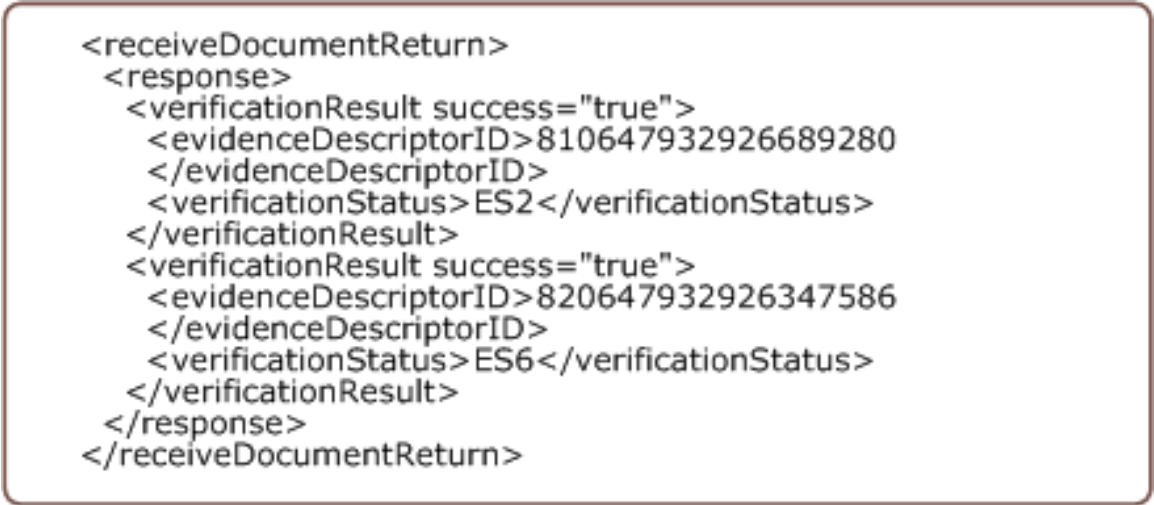 <receiveDocumentReturn>
<response>
<verificationResult success="true">
<evidenceDescriptorID>810647932926689280
</evidenceDescriptorID>
<verificationStatus>ES2</verificationStatus>
</verificationResult>
<verificationResult success="true">
<evidenceDescriptorID>820647932926347586
</evidenceDescriptorID>
<verificationStatus>ES6</verificationStatus>
</verificationResult>
</response>
</receiveDocumentReturn>